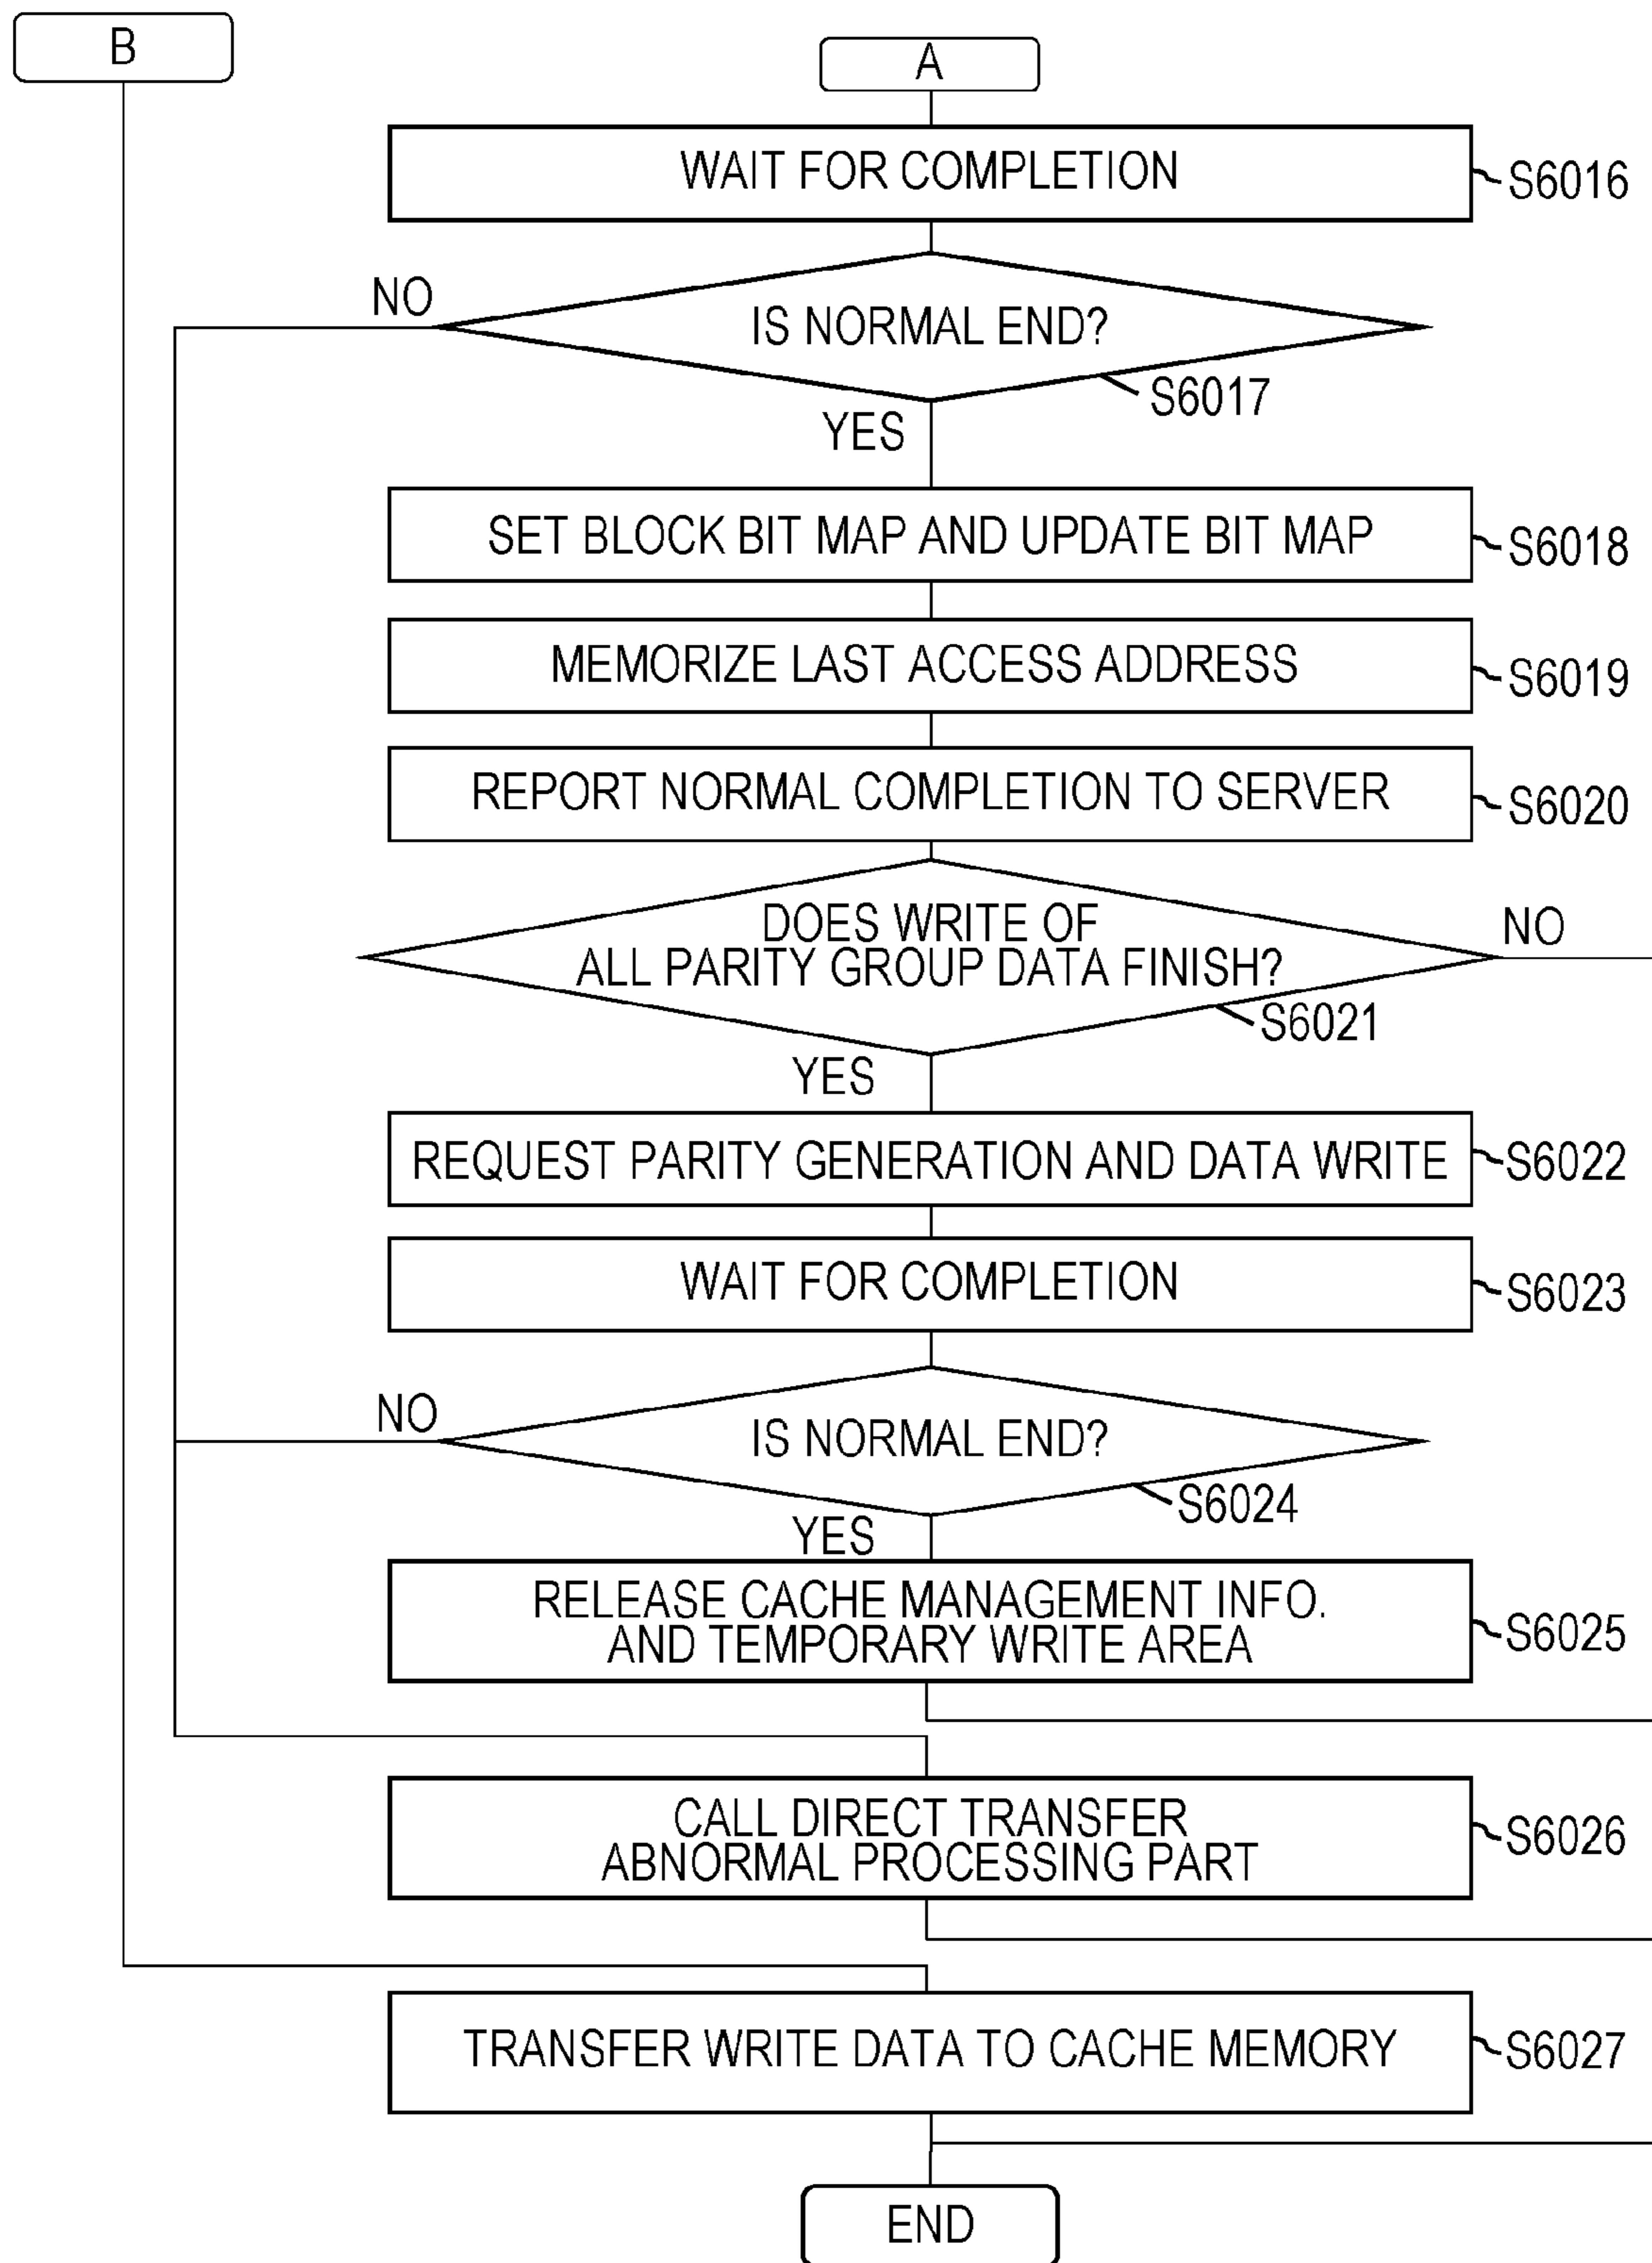 B
A
WAIT FOR COMPLETION
S6016
NO
IS NORMAL END?
S6017
YES
SET BLOCK BIT MAP AND UPDATE BIT MAP
S6018
MEMORIZE LAST ACCESS ADDRESS
S6019
REPORT NORMAL COMPLETION TO SERVER
S6020
DOES WRITE OF
ALL PARITY GROUP DATA FINISH?
NO
S6021
YES
REQUEST PARITY GENERATION AND DATA WRITE
S6022
WAIT FOR COMPLETION
S6023
NO
IS NORMAL END?
S6024
YES
RELEASE CACHE MANAGEMENT INFO.
AND TEMPORARY WRITE AREA
S6025
CALL DIRECT TRANSFER
ABNORMAL PROCESSING PART
S6026
TRANSFER WRITE DATA TO CACHE MEMORY
S6027
END